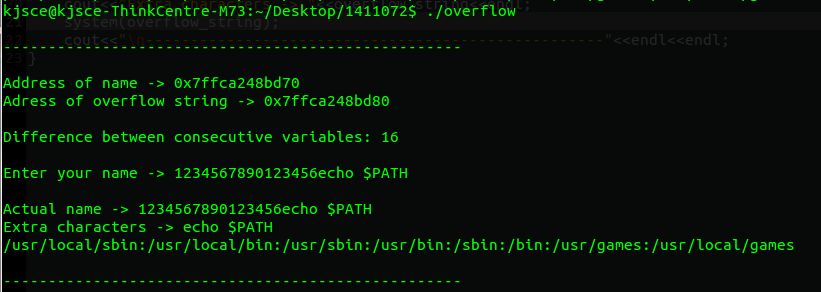 kjsce@kjsce-ThinkCentre-M73:~/Desktop/1411072$ ./overflow
system(overflow_string);
cout<<"\n--------------------------------------------------"<<endl<<endl;
}
---------------------------------------------------
Address of name -> 0x7ffca248bd70
Adress of overflow string -> 0x7ffca248bd80
Difference between consecutive variables: 16
Enter your name -> 1234567890123456echo $PATH
Actual name -> 1234567890123456echo $PATH
Extra characters -> echo $PATH
/usr/local/sbin:/usr/local/bin:/usr/sbin:/usr/bin:/sbin:/bin:/usr/games:/usr/local/games
---------------------------------------------------